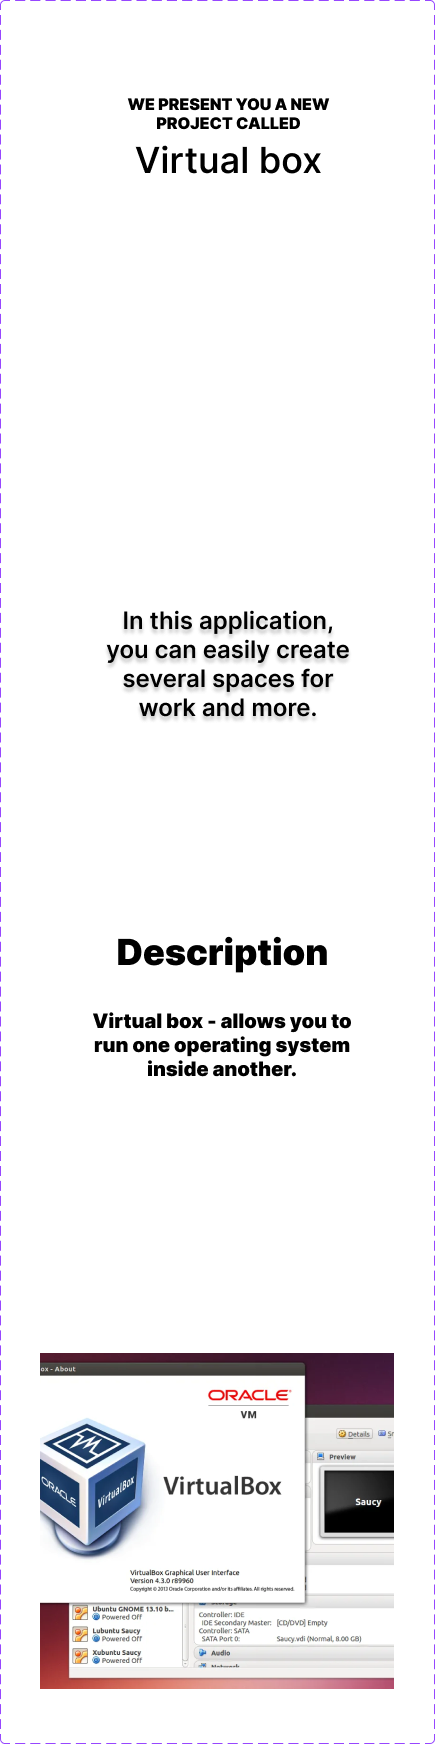 WE PRESENT YOU A NEW
PROJECT CALLED
Virtual box
In this application,
you can easily create
several spaces for
work and more.
Description
Virtual box - allows you to
run one operating system
inside another.
ox - About
ORACLE
VM
Details
Preview
ORACLE
VirtualBox
VirtualBox
Saucy
VirtualBox Graphical User Interface
Version 4.3.0 r89960
Copyright © 2013 Oracle Corporation and/or its affiliates. All rights reserved.
Ubuntu GNOME 13.10 b...
Powered Off
Lubuntu Saucy
Powered Off
Xubuntu Saucy
Powered Off
Storage
Controller: IDE
IDE Secondary Master: [CD/DVD] Empty
Controller: SATA
SATA Port 0: Saucy.vdi (Normal, 8.00 GB)
Audio
Network